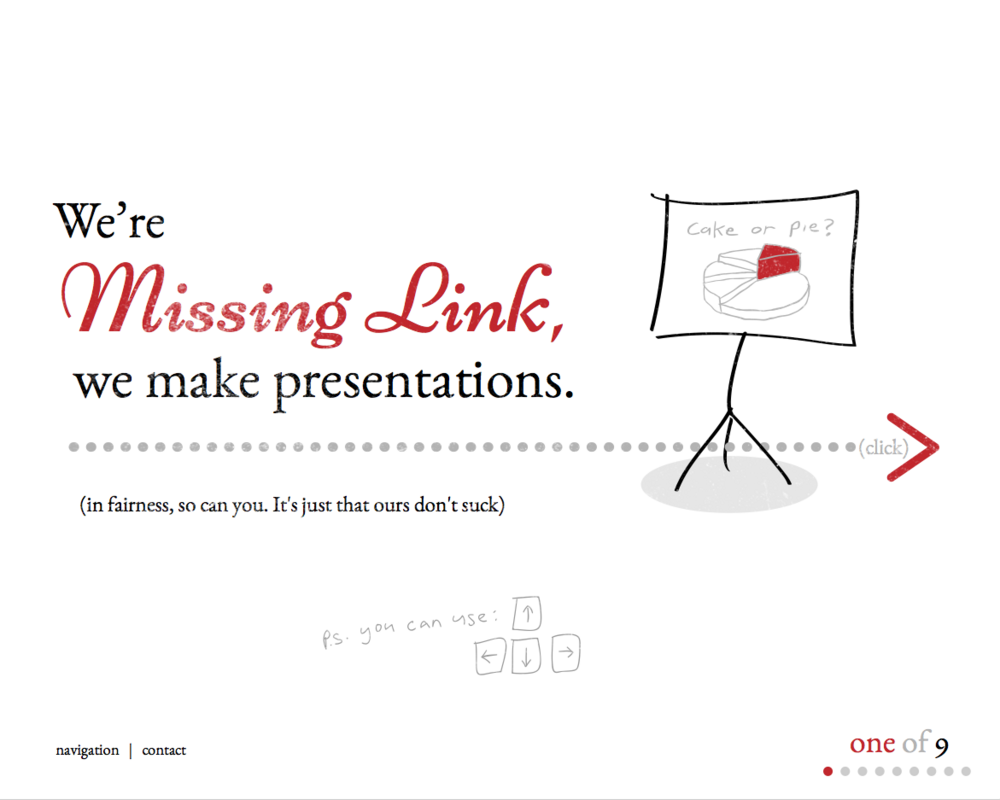 We're
Missing Link,
we make presentations.
Cake or Pie?
(click)
(in fairness, so can you. It's just that ours don't suck)
P.s. you can use: ↑
← ↓ →
navigation | contact
one of 9